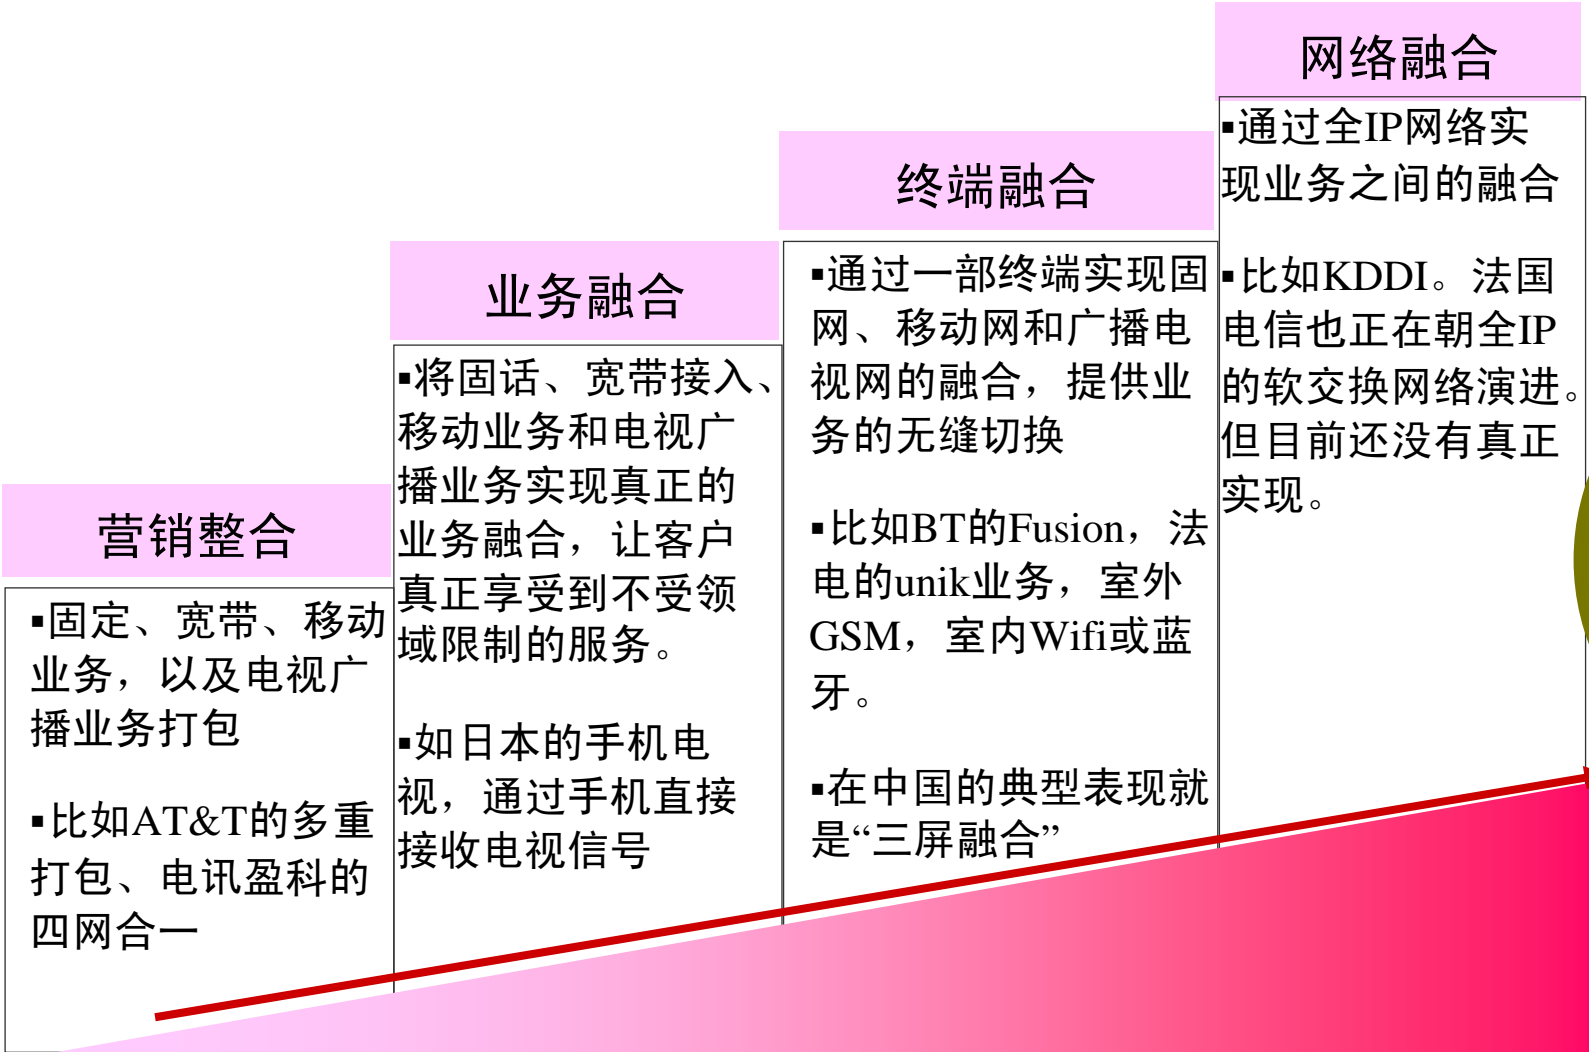 营销整合
▪固定、宽带、移动
业务，以及电视广
播业务打包
▪比如AT&T的多重
打包、电讯盈科的
四网合一
业务融合
▪将固话、宽带接入、
移动业务和电视广
播业务实现真正的
业务融合，让客户
真正享受到不受领
域限制的服务。
▪如日本的手机电
视，通过手机直接
接收电视信号
终端融合
▪通过一部终端实现固
网、移动网和广播电
视网的融合，提供业
务的无缝切换
▪比如BT的Fusion，法
电的unik业务，室外
GSM，室内Wifi或蓝
牙。
▪在中国的典型表现就
是“三屏融合”
网络融合
▪通过全IP网络实
现业务之间的融合
▪比如KDDI。法国
电信也正在朝全IP
的软交换网络演进。
但目前还没有真正
实现。